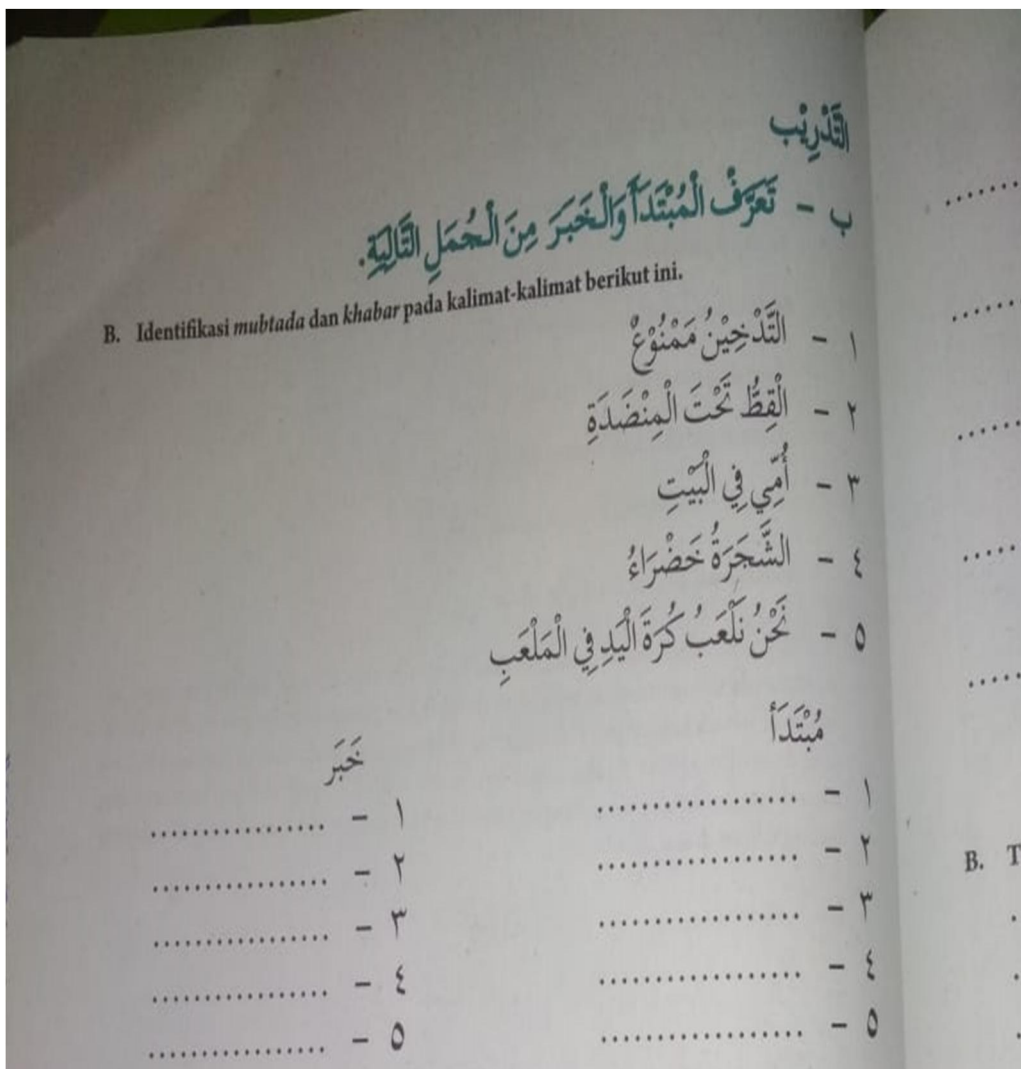 التَّدْرِيْب
ب - تَعَرَّفْ الْمُبْتَدَأَ وَالْخَبَرَ مِنَ الْجُمَلِ التَّالِيَةِ.
B. Identifikasi mubtada dan khabar pada kalimat-kalimat berikut ini.
١ - التَّدْخِيْنُ مَمْنُوْعٌ
٢ - الْقِطُّ تَحْتَ الْمِنْضَدَةِ
٣ - أُمِّي فِي الْبَيْتِ
٤ - الشَّجَرَةُ خَضْرَاءُ
٥ - نَحْنُ نَلْعَبُ كُرَةَ الْيَدِ فِي الْمَلْعَبِ
مُبْتَدَأ خَبَر
١ - .................. ١ - .................
٢ - .................. ٢ - .................
٣ - .................. ٣ - .................
٤ - .................. ٤ - .................
٥ - .................. ٥ - .................
B. T